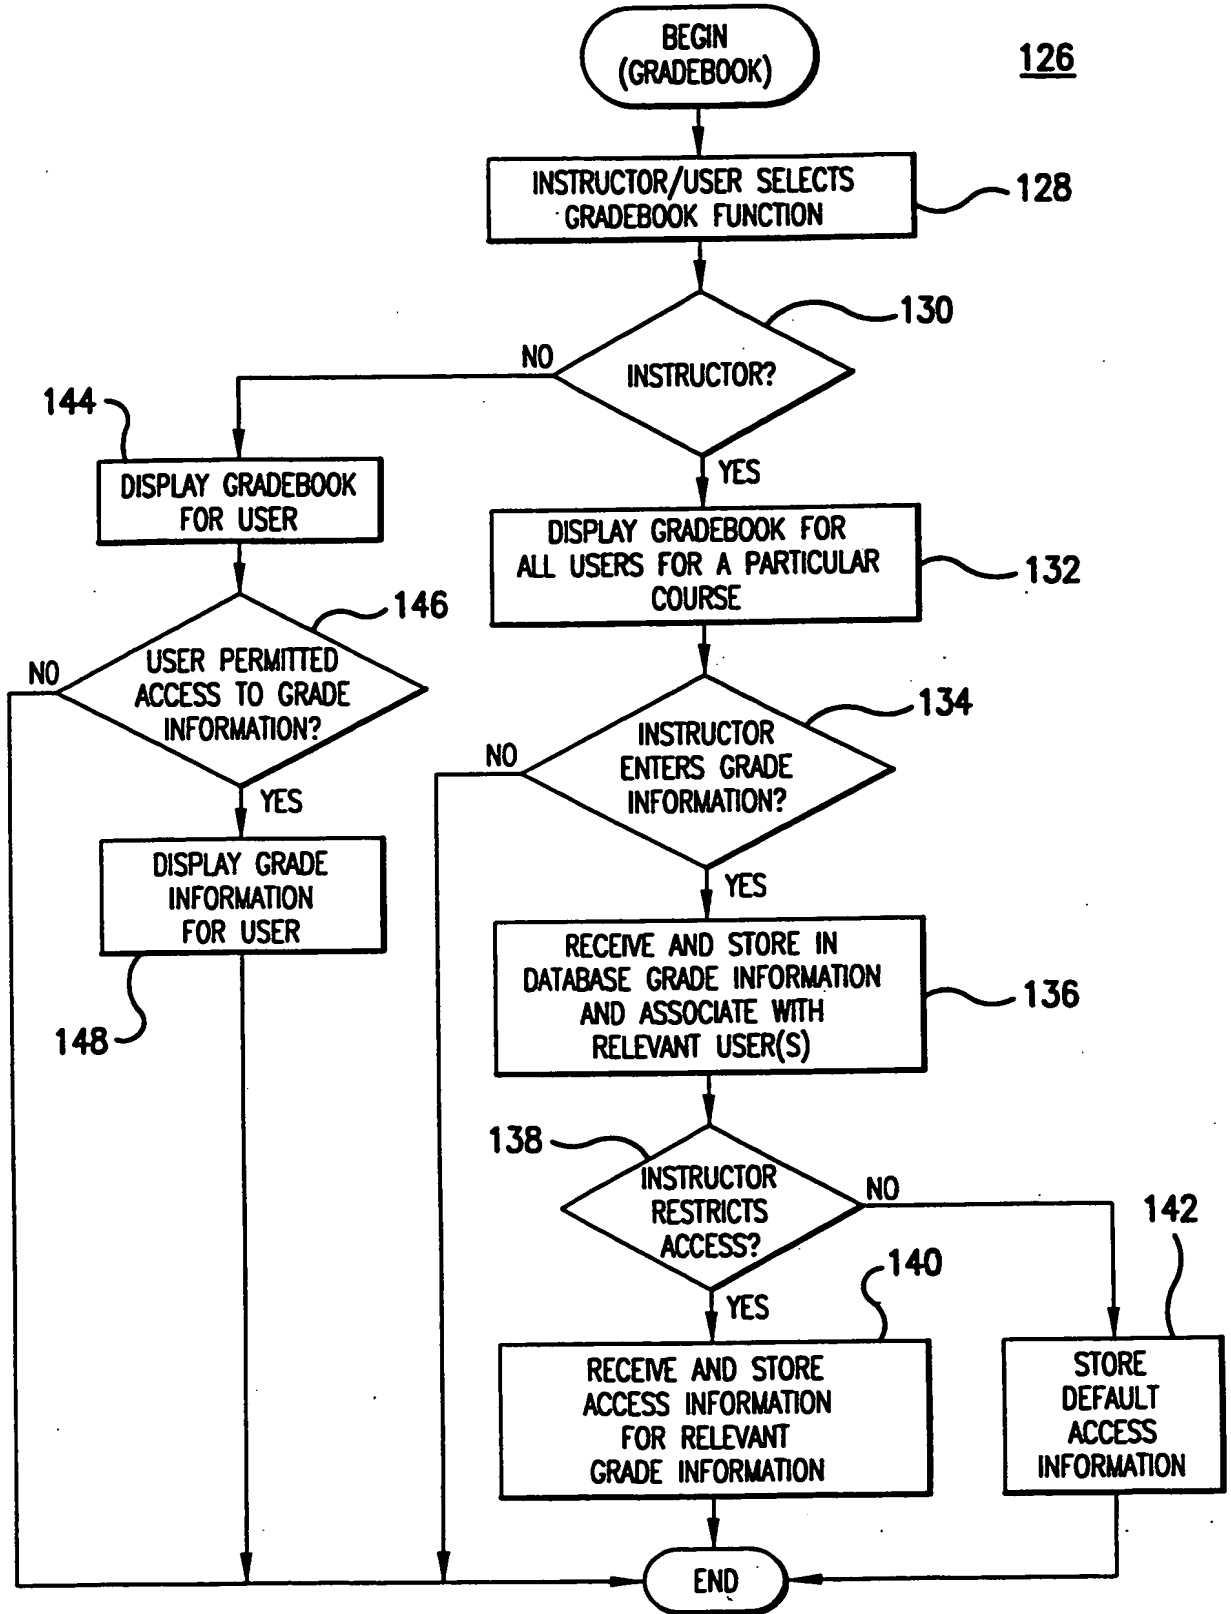 BEGIN
(GRADEBOOK)
126
INSTRUCTOR/USER SELECTS
GRADEBOOK FUNCTION
128
130
INSTRUCTOR?
NO
YES
144
DISPLAY GRADEBOOK
FOR USER
DISPLAY GRADEBOOK FOR
ALL USERS FOR A PARTICULAR
COURSE
132
146
USER PERMITTED
ACCESS TO GRADE
INFORMATION?
NO
YES
134
INSTRUCTOR
ENTERS GRADE
INFORMATION?
NO
YES
DISPLAY GRADE
INFORMATION
FOR USER
148
RECEIVE AND STORE IN
DATABASE GRADE INFORMATION
AND ASSOCIATE WITH
RELEVANT USER(S)
136
138
INSTRUCTOR
RESTRICTS
ACCESS?
NO
YES
142
140
RECEIVE AND STORE
ACCESS INFORMATION
FOR RELEVANT
GRADE INFORMATION
STORE
DEFAULT
ACCESS
INFORMATION
END